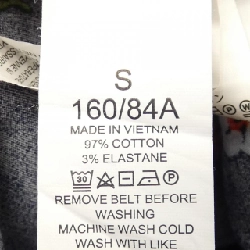 S
160/84A
MADE IN VIETNAM
97% COTTON
3% ELASTANE
30
REMOVE BELT BEFORE
WASHING
MACHINE WASH COLD
WASH WITH LIKE